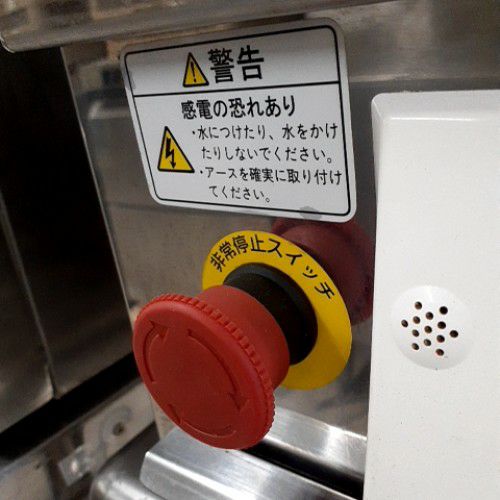 警告
感電の恐れあり
・水につけたり、水をかけ
たりしないでください。
・アースを確実に取り付け
てください。
非常停止スイッチ